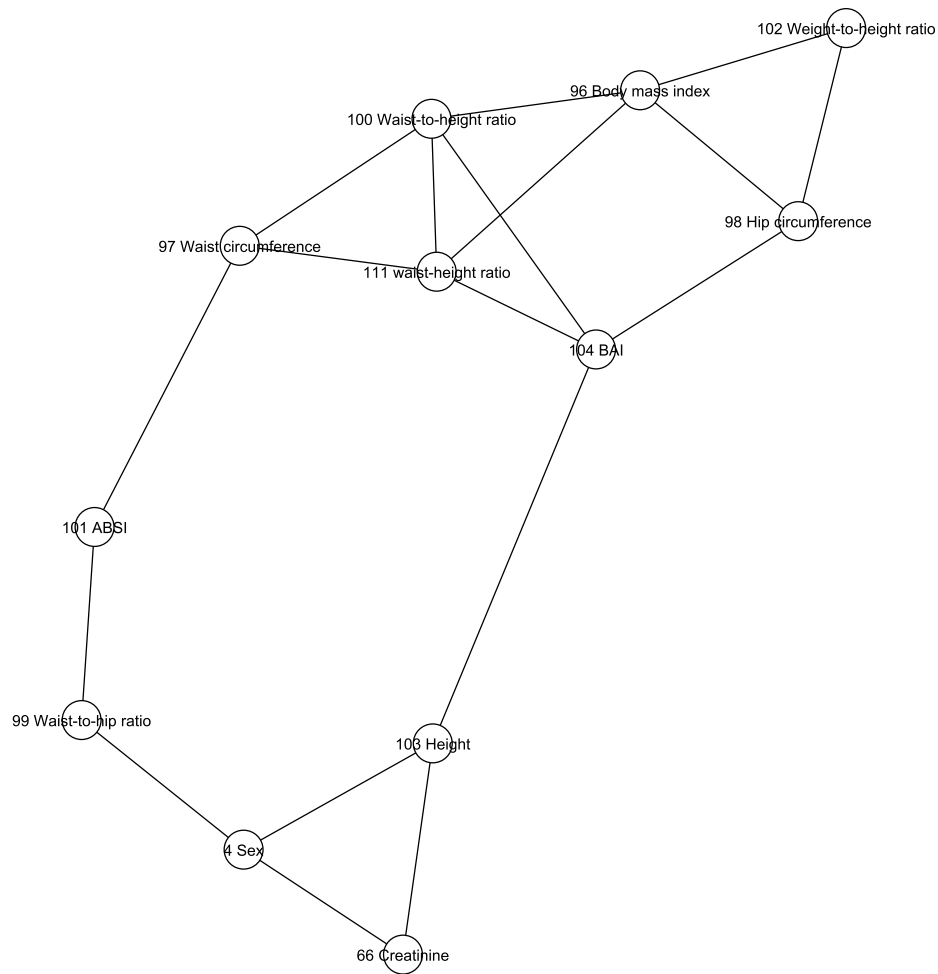 102 Weight-to-height ratio
96 Body mass index
100 Waist-to-height ratio
98 Hip circumference
97 Waist circumference
111 waist-height ratio
104 BAI
101 ABSI
99 Waist-to-hip ratio
103 Height
4 Sex
66 Creatinine